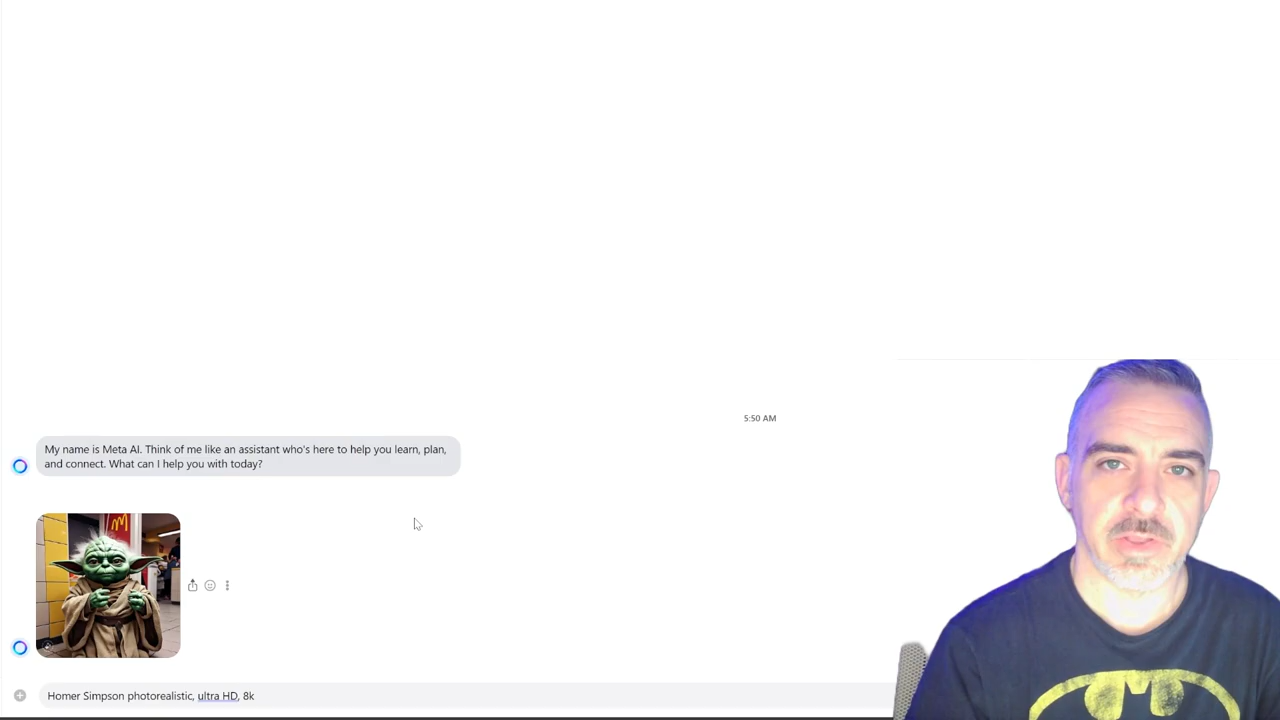 5:50 AM
My name is Meta AI. Think of me like an assistant who's here to help you learn, plan,
and connect. What can I help you with today?
Homer Simpson photorealistic, ultra HD, 8k